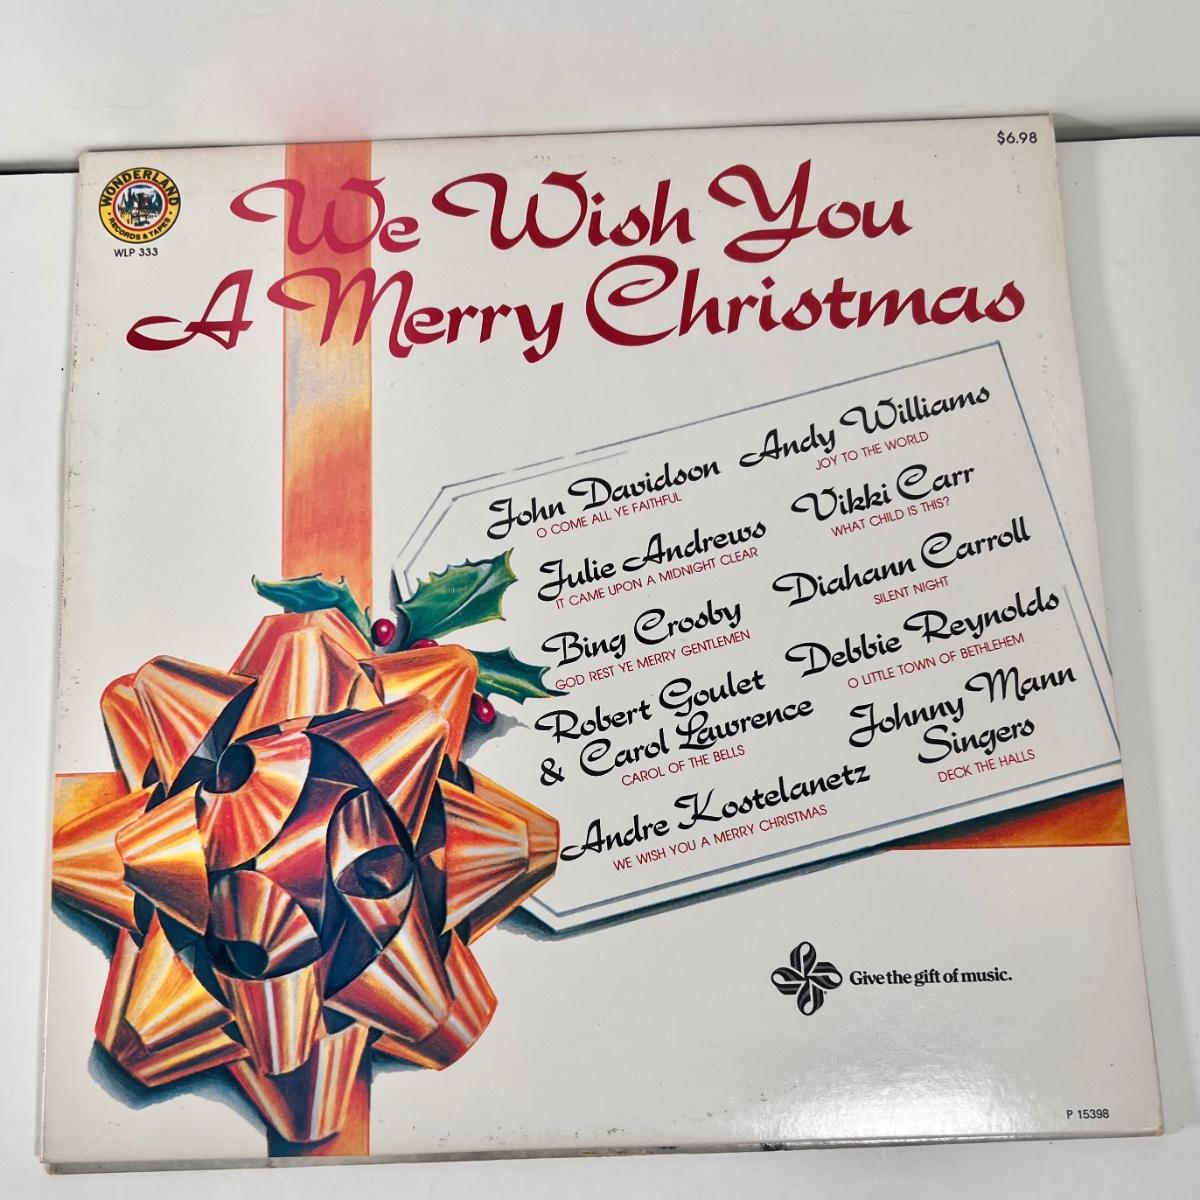 $6.98
WONDERLAND
RECORDS & TAPES
WLP 333
We Wish You
A Merry Christmas
John Davidson
O COME ALL YE FAITHFUL
Andy Williams
JOY TO THE WORLD
Julie Andrews
IT CAME UPON A MIDNIGHT CLEAR
Vikki Carr
WHAT CHILD IS THIS?
Bing Crosby
GOD REST YE MERRY GENTLEMEN
Diahann Carroll
SILENT NIGHT
Robert Goulet
& Carol Lawrence
CAROL OF THE BELLS
Debbie Reynolds
O LITTLE TOWN OF BETHLEHEM
Andre Kostelanetz
WE WISH YOU A MERRY CHRISTMAS
Johnny Mann
Singers
DECK THE HALLS
Give the gift of music.
P 15398